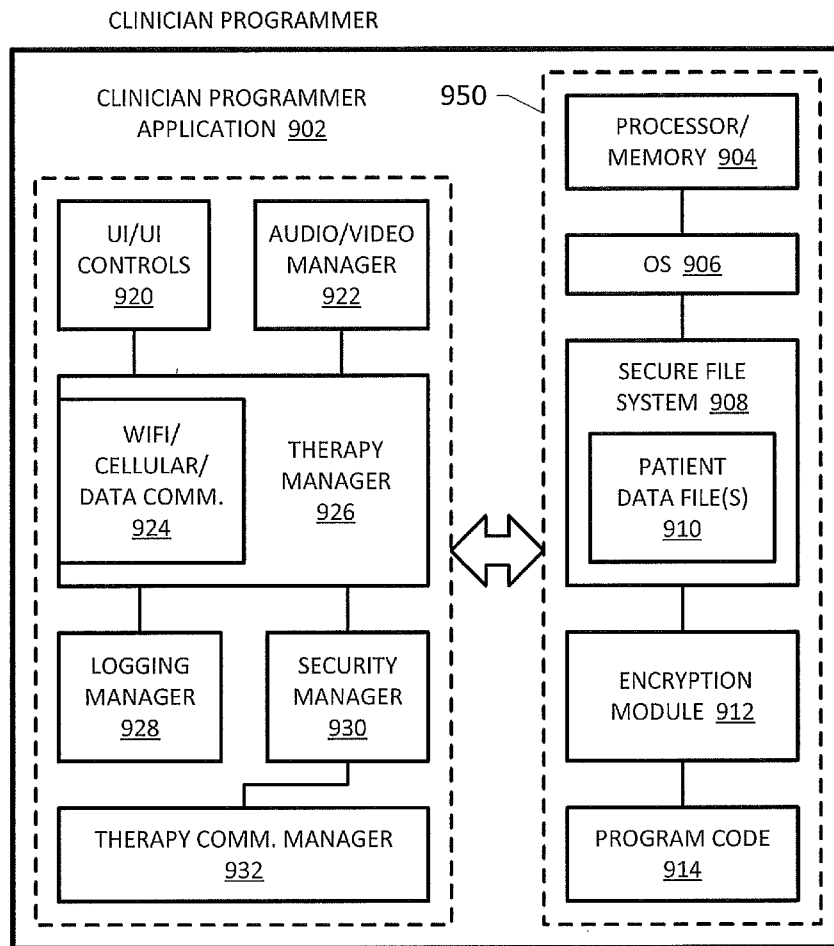 CLINICIAN PROGRAMMER
CLINICIAN PROGRAMMER
APPLICATION 902
UI/UI
CONTROLS
920
AUDIO/VIDEO
MANAGER
922
WIFI/
CELLULAR/
DATA COMM.
924
THERAPY
MANAGER
926
LOGGING
MANAGER
928
SECURITY
MANAGER
930
THERAPY COMM. MANAGER
932
950
PROCESSOR/
MEMORY 904
OS 906
SECURE FILE
SYSTEM 908
PATIENT
DATA FILE(S)
910
ENCRYPTION
MODULE 912
PROGRAM CODE
914